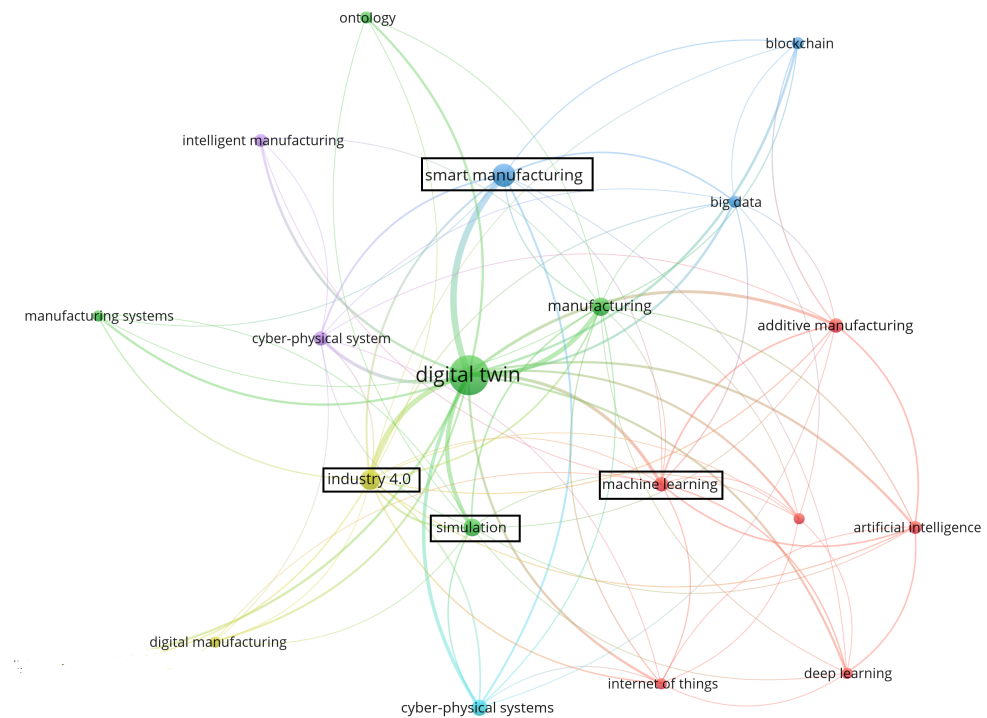 ontology
blockchain
intelligent manufacturing
smart manufacturing
big data
manufacturing
manufacturing systems
additive manufacturing
cyber-physical system
digital twin
industry 4.0
machine learning
simulation
artificial intelligence
digital manufacturing
deep learning
internet of things
cyber-physical systems